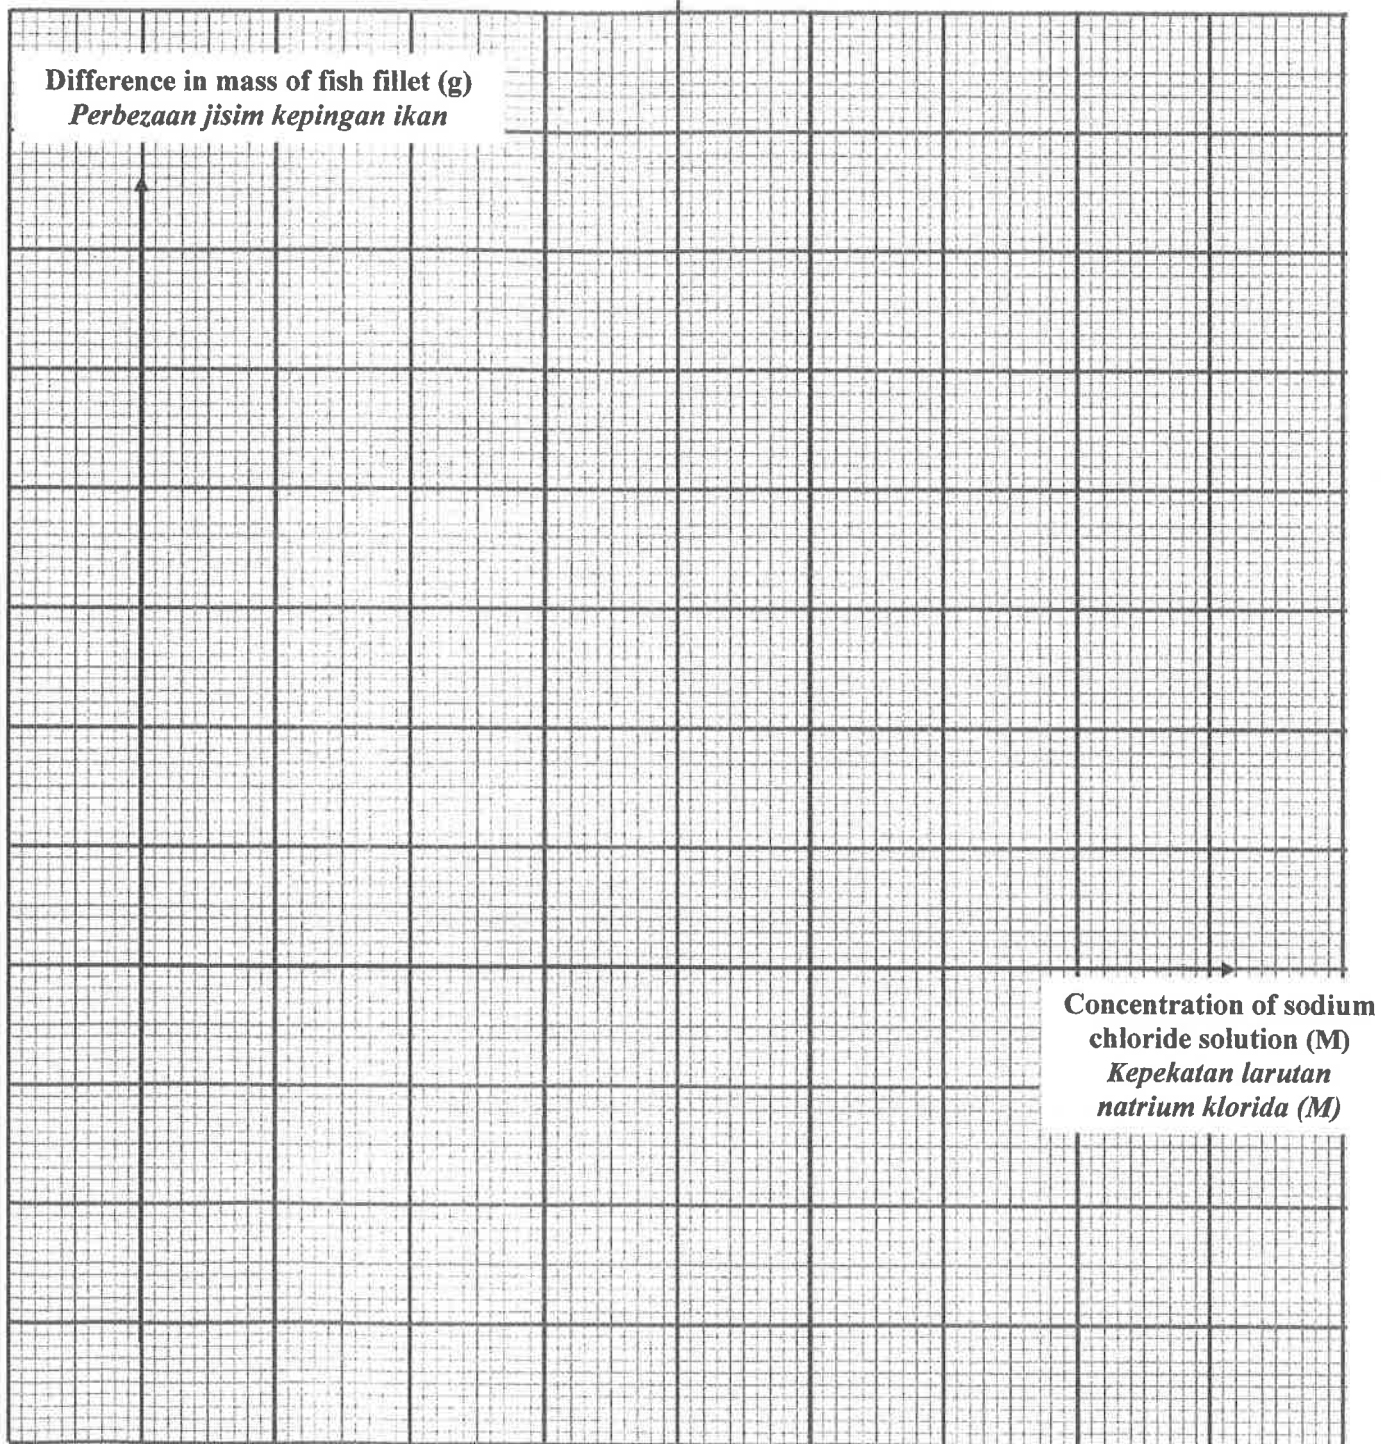 Difference in mass of fish fillet (g)
Perbezaan jisim kepingan ikan
Concentration of sodium
chloride solution (M)
Kepekatan larutan
natrium klorida (M)